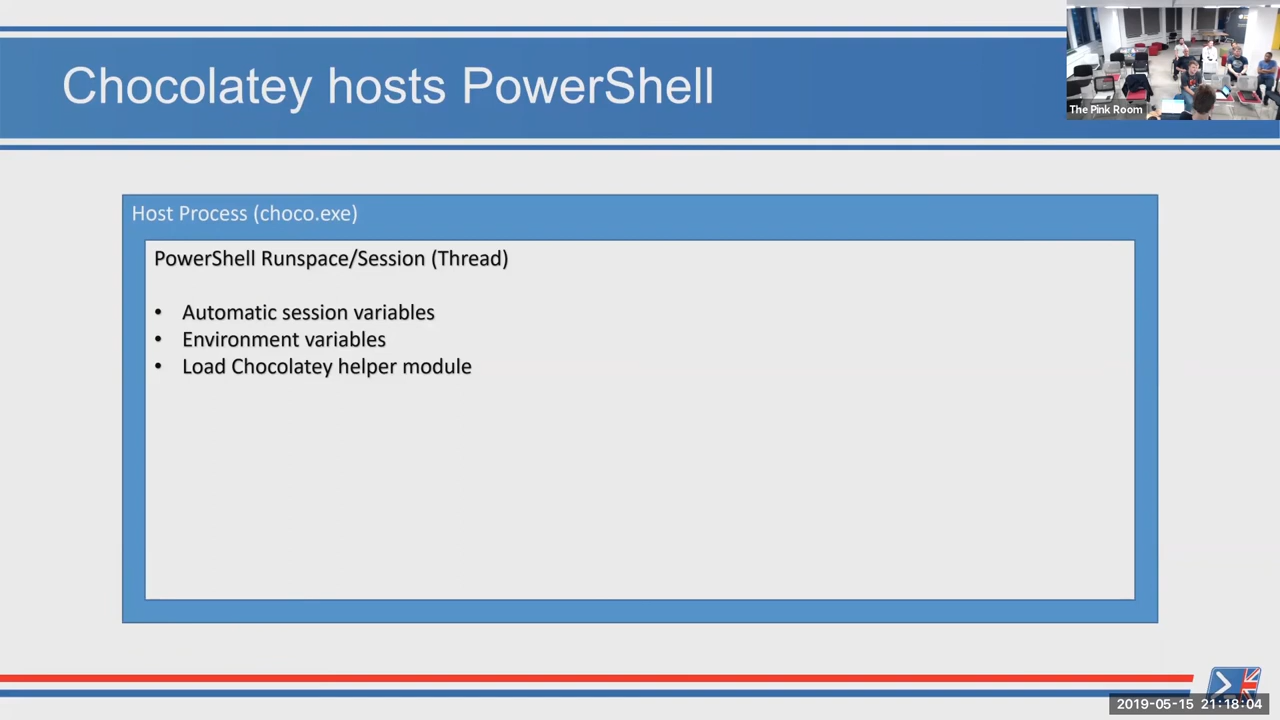 Chocolatey hosts PowerShell
The Pink Room
Host Process (choco.exe)
PowerShell Runspace/Session (Thread)
• Automatic session variables
• Environment variables
• Load Chocolatey helper module
2019-05-15 21:18:04